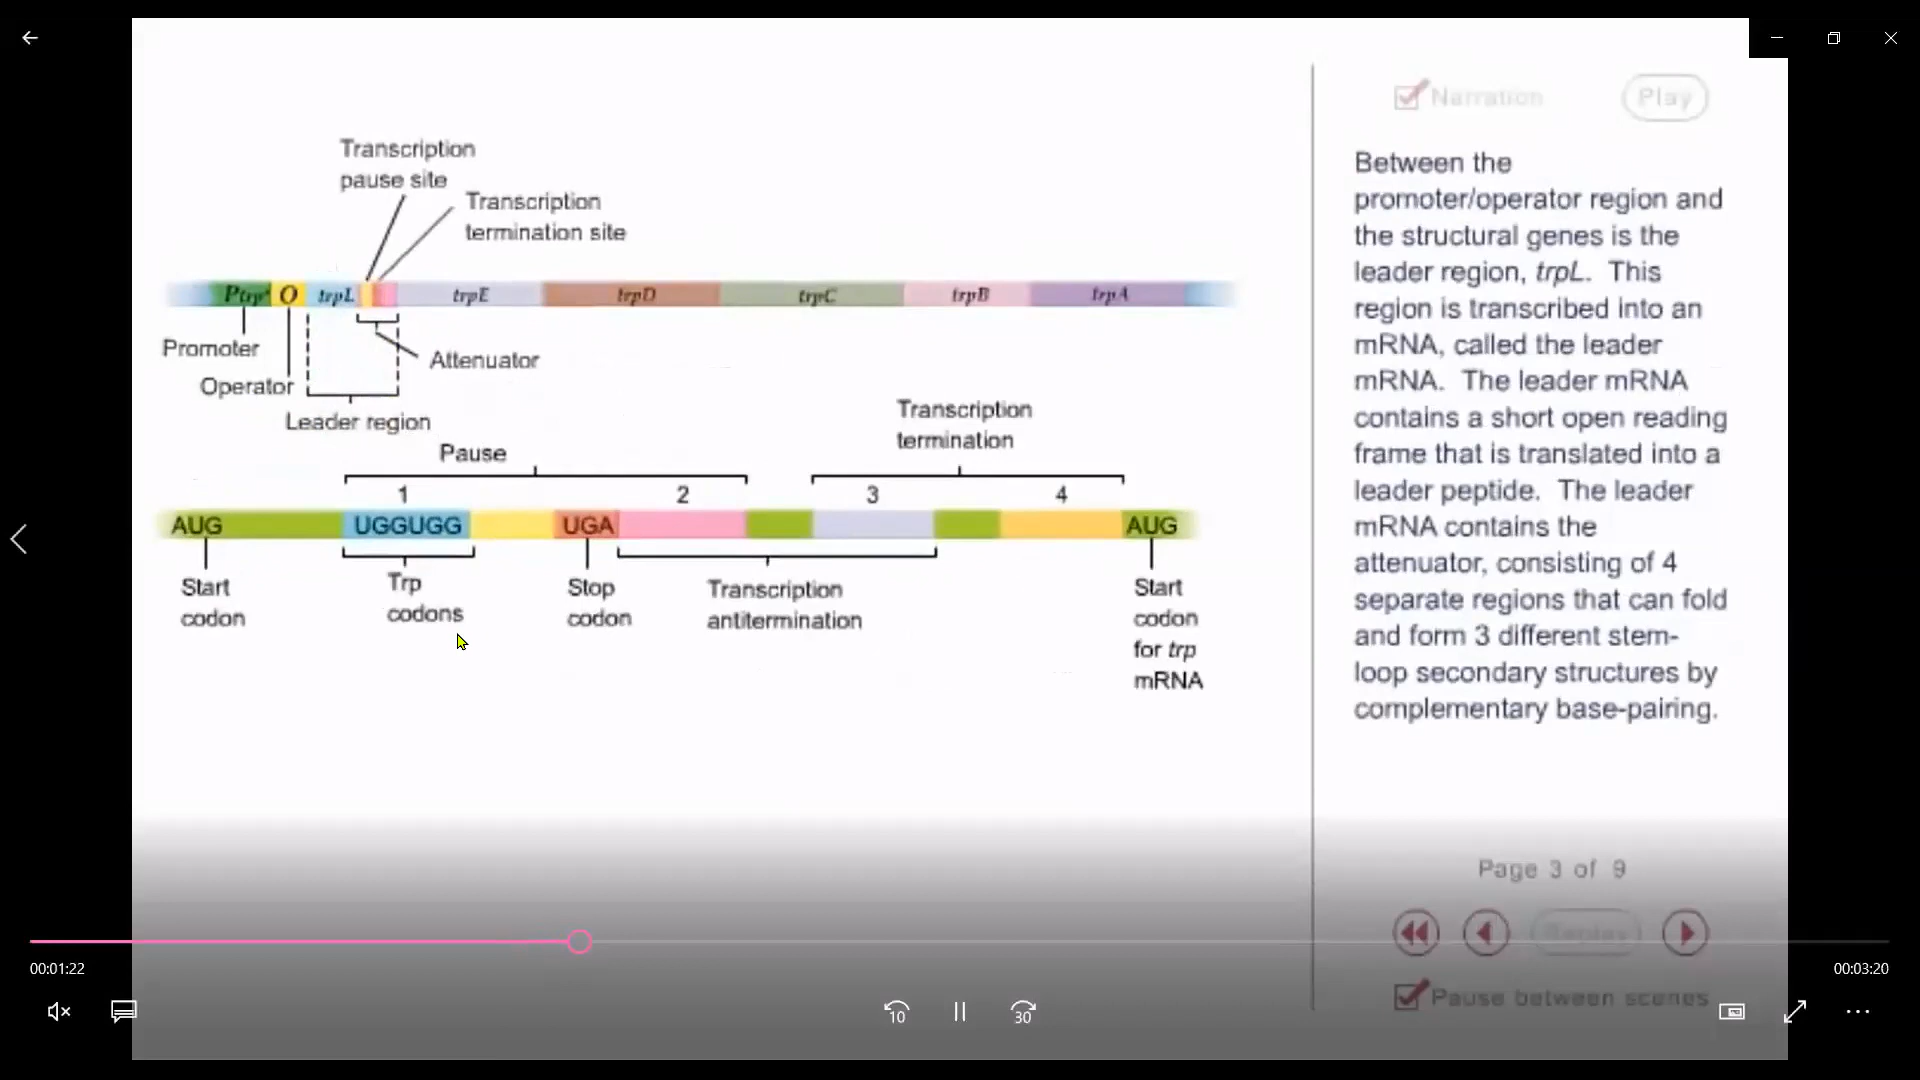 Transcription
pause site
Transcription
termination site
Ptrp O trpL trpE trpD trpC trpB trpA
Promoter
Attenuator
Operator
Leader region
Transcription
termination
Pause
1 2 3 4
AUG UGGUGG UGA AUG
Start
codon
Trp
codons
Stop
codon
Transcription
antitermination
Start
codon
for trp
mRNA
Narration Play
Between the
promoter/operator region and
the structural genes is the
leader region, trpL. This
region is transcribed into an
mRNA, called the leader
mRNA. The leader mRNA
contains a short open reading
frame that is translated into a
leader peptide. The leader
mRNA contains the
attenuator, consisting of 4
separate regions that can fold
and form 3 different stem-
loop secondary structures by
complementary base-pairing.
Page 3 of 9
Replay
Pause between scenes
00:01:22 00:03:20
10 30